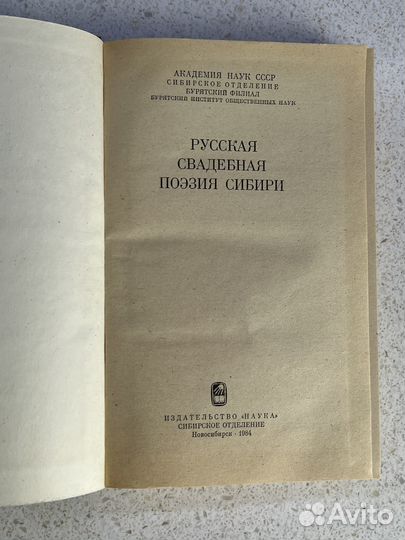 АКАДЕМИЯ НАУК СССР
СИБИРСКОЕ ОТДЕЛЕНИЕ
БУРЯТСКИЙ ФИЛИАЛ
БУРЯТСКИЙ ИНСТИТУТ ОБЩЕСТВЕННЫХ НАУК
РУССКАЯ
СВАДЕБНАЯ
ПОЭЗИЯ СИБИРИ
ИЗДАТЕЛЬСТВО «НАУКА»
СИБИРСКОЕ ОТДЕЛЕНИЕ
Новосибирск · 1984
Avito